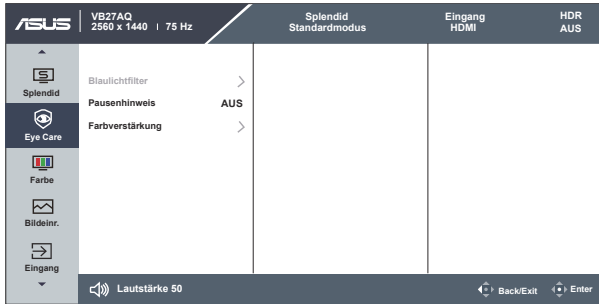 ASUS
VB27AQ
2560 x 1440 | 75 Hz
Splendid
Standardmodus
Eingang
HDMI
HDR
AUS
S
Splendid
Eye Care
Farbe
Bildeinr.
Eingang
Blaulichtfilter
Pausenhinweis AUS
Farbverstärkung
Lautstärke 50
Back/Exit
Enter